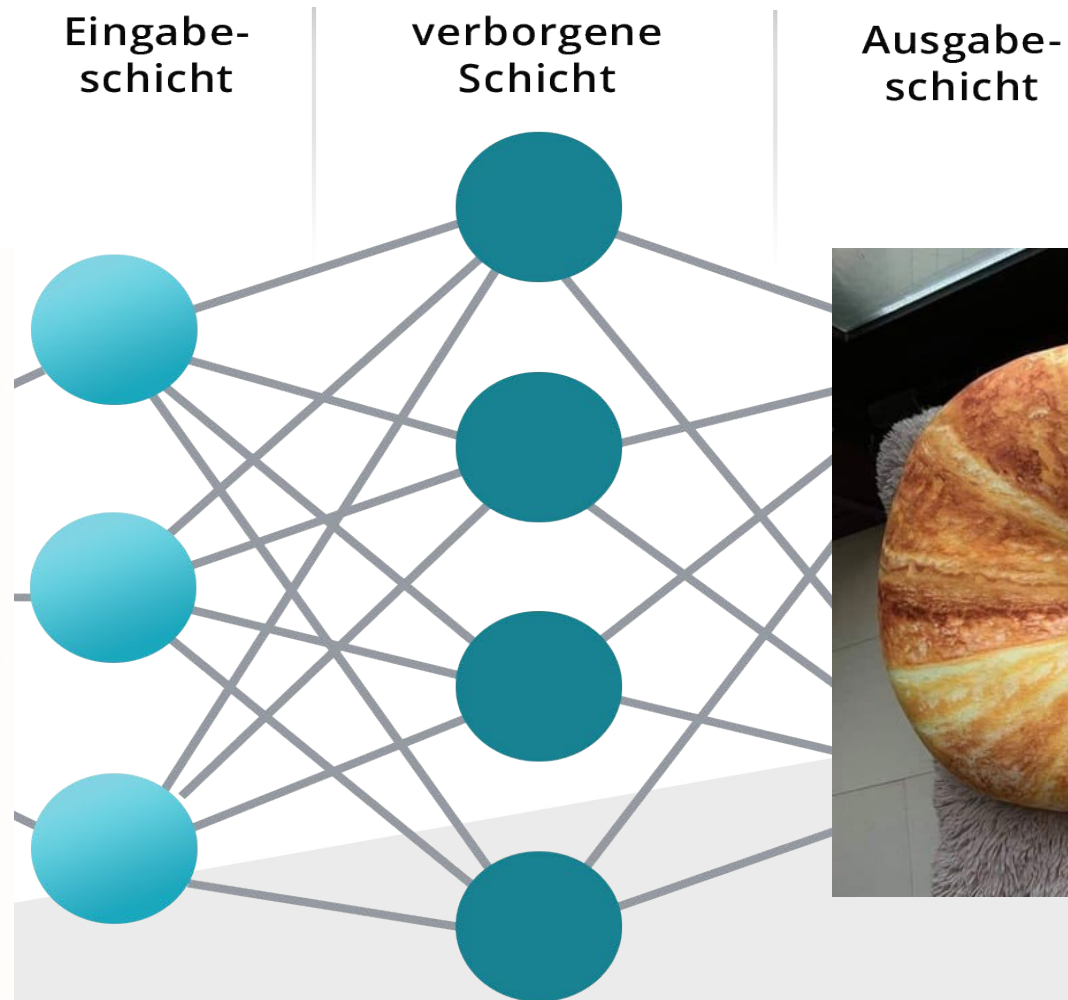 Eingabe-
schicht
verborgene
Schicht
Ausgabe-
schicht